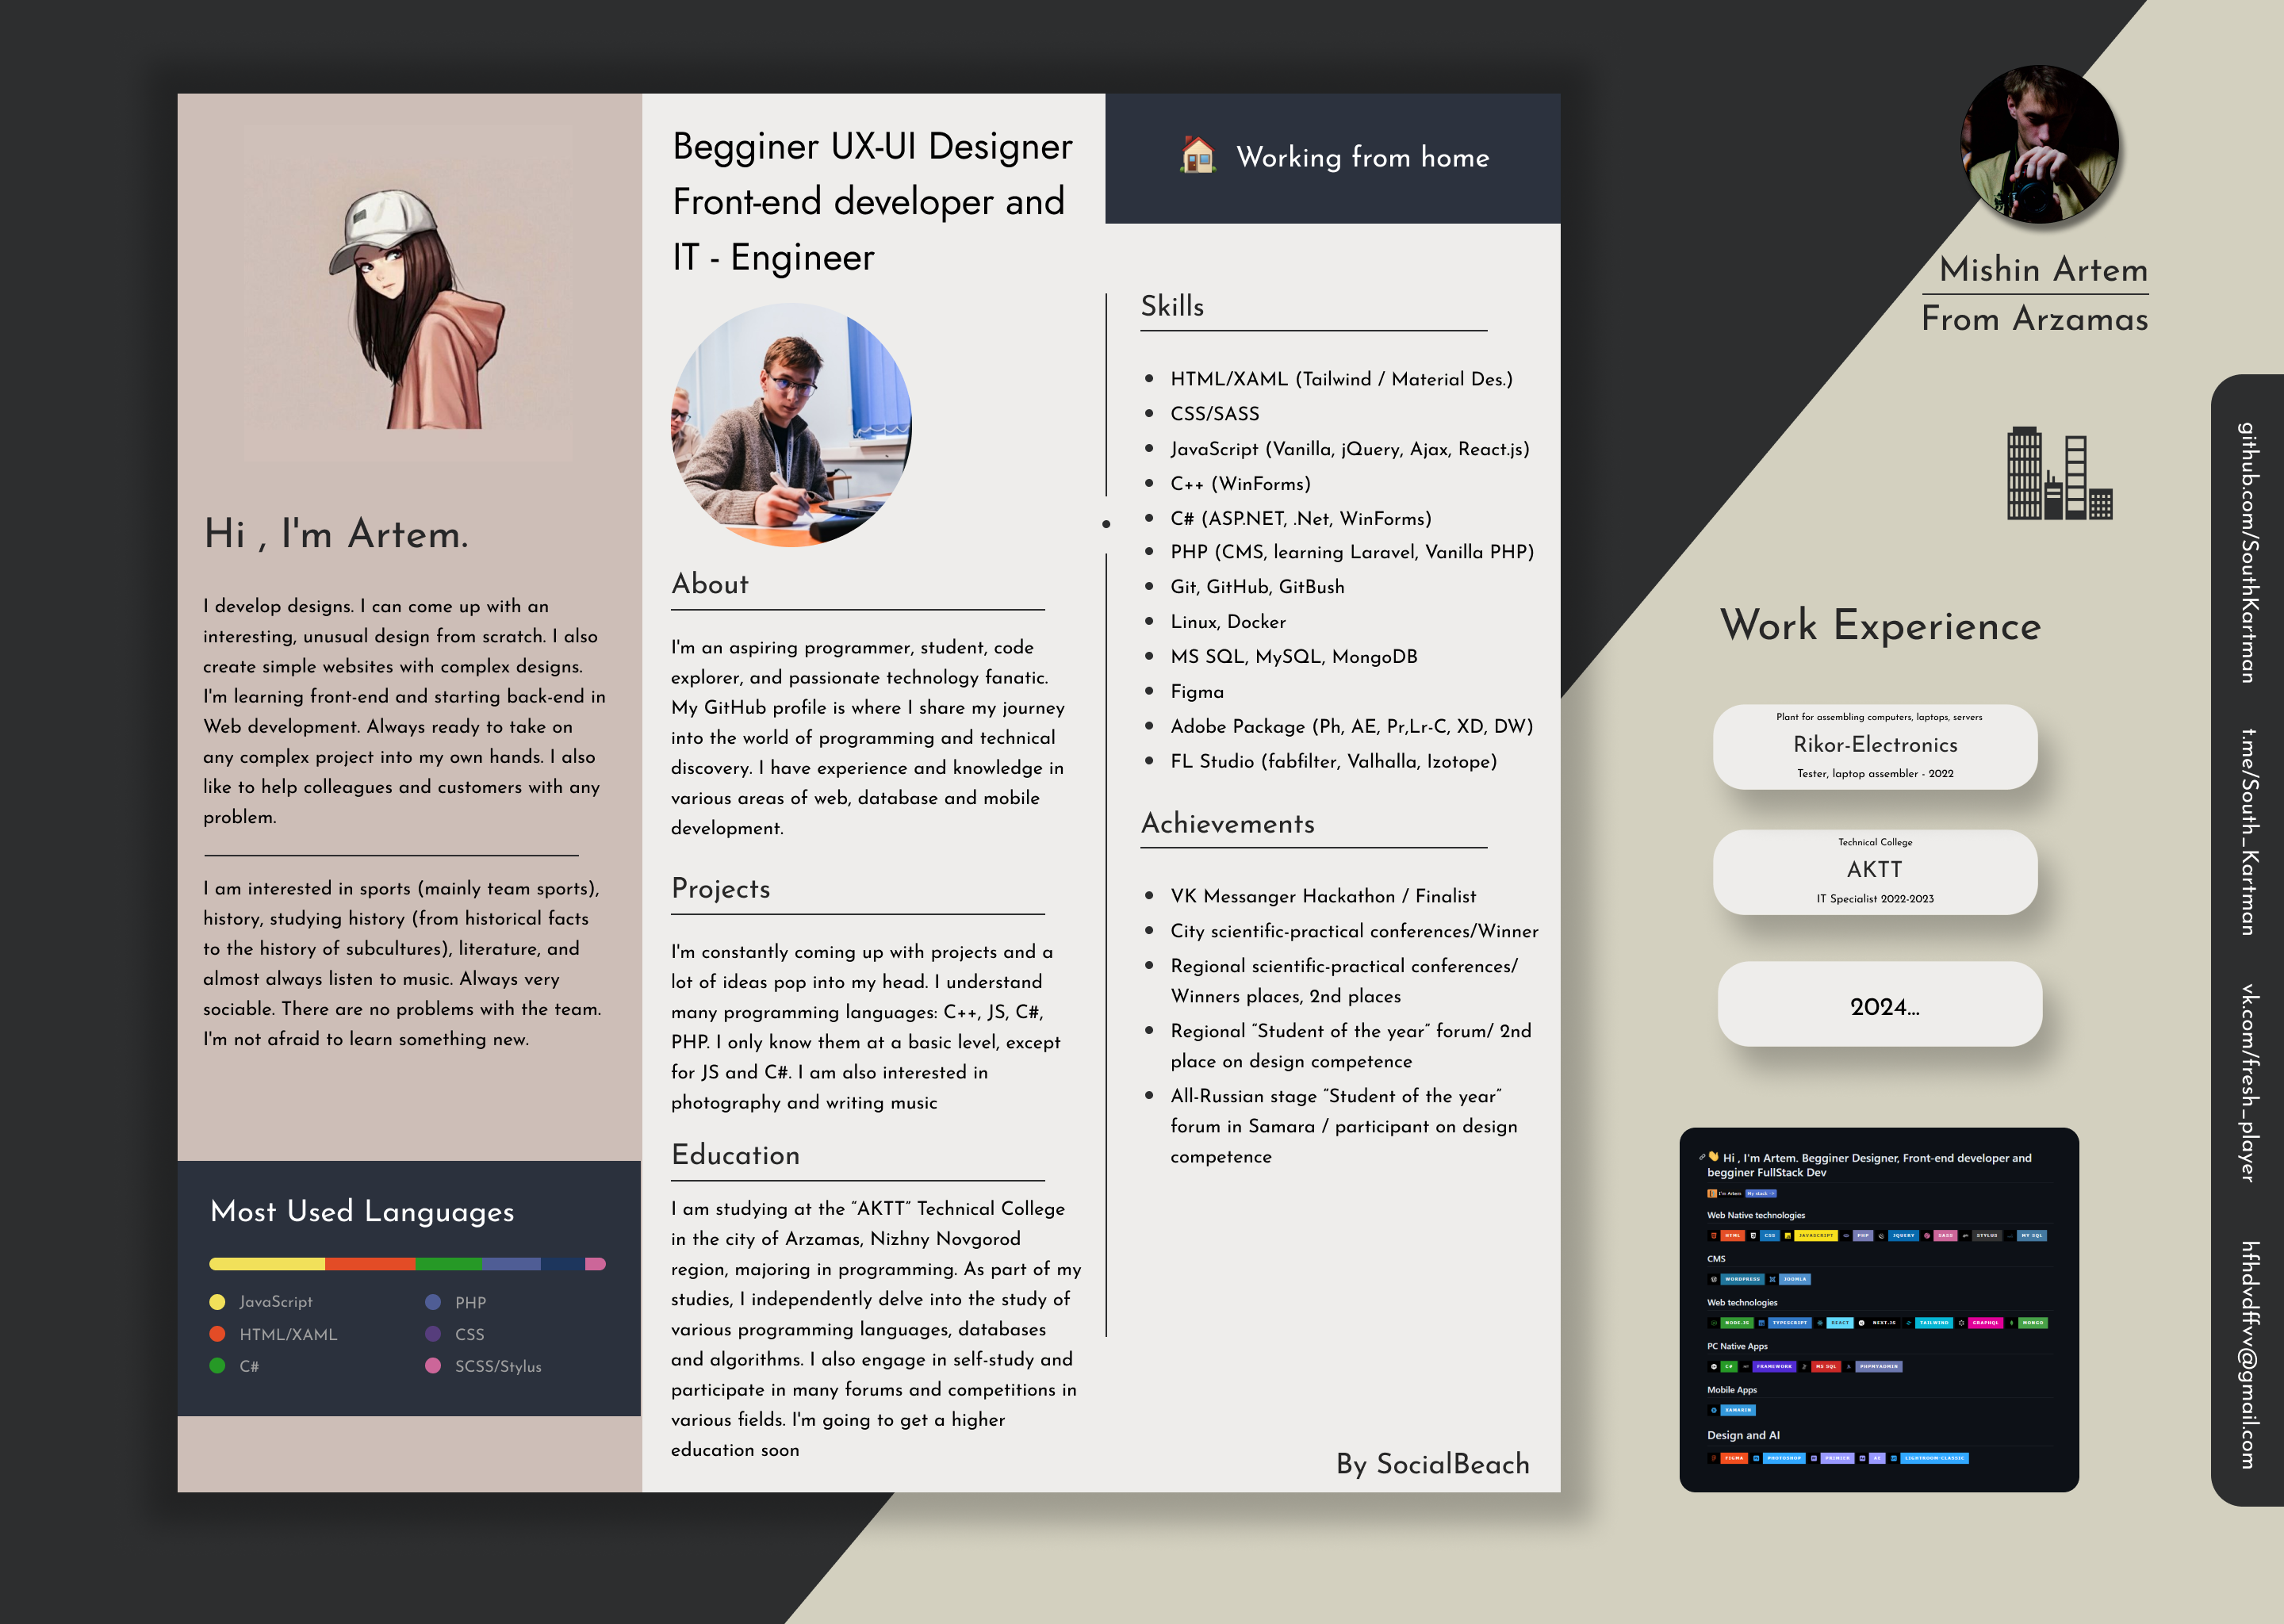 Hi , I'm Artem.
I develop designs. I can come up with an
interesting, unusual design from scratch. I also
create simple websites with complex designs.
I'm learning front-end and starting back-end in
Web development. Always ready to take on
any complex project into my own hands. I also
like to help colleagues and customers with any
problem.
I am interested in sports (mainly team sports),
history, studying history (from historical facts
to the history of subcultures), literature, and
almost always listen to music. Always very
sociable. There are no problems with the team.
I'm not afraid to learn something new.
Most Used Languages
JavaScript
HTML/XAML
C#
PHP
CSS
SCSS/Stylus
Begginer UX-UI Designer
Front-end developer and
IT - Engineer
About
I'm an aspiring programmer, student, code
explorer, and passionate technology fanatic.
My GitHub profile is where I share my journey
into the world of programming and technical
discovery. I have experience and knowledge in
various areas of web, database and mobile
development.
Projects
I'm constantly coming up with projects and a
lot of ideas pop into my head. I understand
many programming languages: C++, JS, C#,
PHP. I only know them at a basic level, except
for JS and C#. I am also interested in
photography and writing music
Education
I am studying at the “AKTT” Technical College
in the city of Arzamas, Nizhny Novgorod
region, majoring in programming. As part of my
studies, I independently delve into the study of
various programming languages, databases
and algorithms. I also engage in self-study and
participate in many forums and competitions in
various fields. I'm going to get a higher
education soon
Working from home
Skills
HTML/XAML (Tailwind / Material Des.)
CSS/SASS
JavaScript (Vanilla, jQuery, Ajax, React.js)
C++ (WinForms)
C# (ASP.NET, .Net, WinForms)
PHP (CMS, learning Laravel, Vanilla PHP)
Git, GitHub, GitBush
Linux, Docker
MS SQL, MySQL, MongoDB
Figma
Adobe Package (Ph, AE, Pr,Lr-C, XD, DW)
FL Studio (fabfilter, Valhalla, Izotope)
Achievements
VK Messanger Hackathon / Finalist
City scientific-practical conferences/Winner
Regional scientific-practical conferences/
Winners places, 2nd places
Regional “Student of the year” forum/ 2nd
place on design competence
All-Russian stage “Student of the year”
forum in Samara / participant on design
competence
By SocialBeach
Mishin Artem
From Arzamas
Work Experience
Plant for assembling computers, laptops, servers
Rikor-Electronics
Tester, laptop assembler - 2022
Technical College
AKTT
IT Specialist 2022-2023
2024...
Hi , I'm Artem. Begginer Designer, Front-end developer and
begginer FullStack Dev
I'm Artem My stack
Web Native technologies
HTML CSS JAVASCRIPT PHP JQUERY SASS STYLUS MY SQL
CMS
WORDPRESS JOOMLA
Web technologies
NODE.JS TYPESCRIPT REACT NEXT.JS TAILWIND GRAPHQL MONGO
PC Native Apps
C# FRAMEWORK MS SQL PHPMYADMIN
Mobile Apps
XAMARIN
Design and AI
FIGMA PHOTOSHOP PREMIER AE LIGHTROOM-CLASSIC
github.com/SouthKartman
t.me/South_Kartman
vk.com/fresh_player
hfhdvdffvv@gmail.com